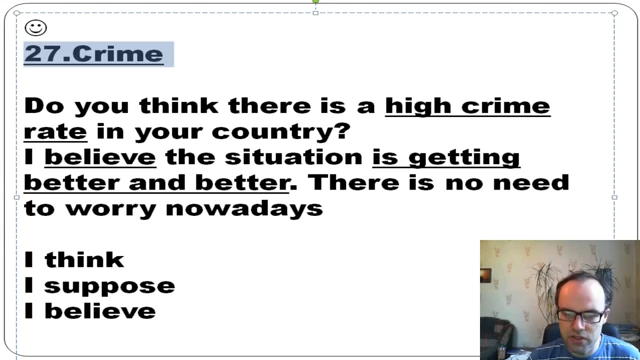 27.Crime
Do you think there is a high crime
rate in your country?
I believe the situation is getting
better and better. There is no need
to worry nowadays
I think
I suppose
I believe